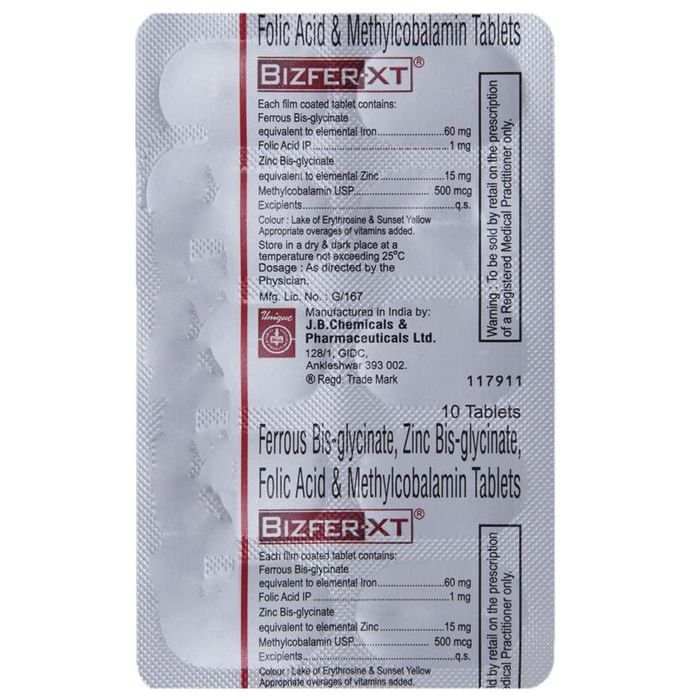 Folic Acid & Methylcobalamin Tablets
BIZFER-XT®
Each film coated tablet contains:
Ferrous Bis-glycinate
equivalent to elemental Iron..................60 mg
Folic Acid IP......................................1 mg
Zinc Bis-glycinate
equivalent to elemental Zinc.................15 mg
Methylcobalamin USP.................. 500 mcg
Excipients........................................q.s.
Colour : Lake of Erythrosine & Sunset Yellow
Appropriate overages of vitamins added.
Store in a dry & dark place at a
temperature not exceeding 25°C
Dosage : As directed by the
Physician.
Mfg. Lic. No. : G/167
Warning : To be sold by retail on the prescription
of a Registered Medical Practitioner only.
Unique
Manufactured in India by:
J.B.Chemicals &
Pharmaceuticals Ltd.
128/1, GIDC,
Ankleshwar 393 002.
® Regd. Trade Mark
117911
10 Tablets
Ferrous Bis-glycinate, Zinc Bis-glycinate,
Folic Acid & Methylcobalamin Tablets
BIZFER-XT®
Each film coated tablet contains:
Ferrous Bis-glycinate
equivalent to elemental Iron..................60 mg
Folic Acid IP......................................1 mg
Zinc Bis-glycinate
equivalent to elemental Zinc.................15 mg
Methylcobalamin USP.................. 500 mcg
Excipients........................................q.s.
Colour : Lake of Erythrosine & Sunset Yellow
Appropriate overages of vitamins added.
d by retail on the prescription
dical Practitioner only.